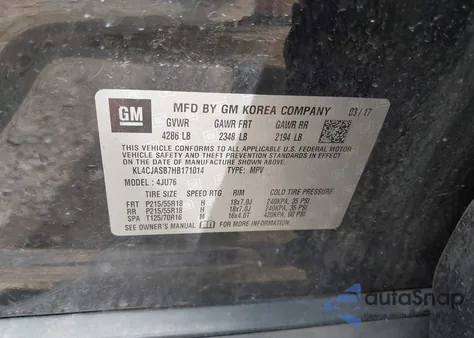 GM
MFD BY GM KOREA COMPANY 03/17
GVWR GAWR FRT GAWR RR
4286 LB 2348 LB 2194 LB
THIS VEHICLE CONFORMS TO ALL APPLICABLE U.S. FEDERAL MOTOR
VEHICLE SAFETY, BUMPER, AND THEFT PREVENTION STANDARDS
IN EFFECT ON THE DATE OF MANUFACTURE SHOWN ABOVE.
KL4CJASB7HB171014 TYPE: MPV
MODEL: 4JU76
TIRE SIZE SPEED RTG RIM COLD TIRE PRESSURE
FRT P215/55R18 H 18x7.0J 240KPA, 35 PSI
RR P215/55R18 H 18x7.0J 240KPA, 35 PSI
SPA T125/70R16 M 16x4.0T 420KPA, 60 PSI
SEE OWNER'S MANUAL FOR MORE INFORMATION.
autoSnap